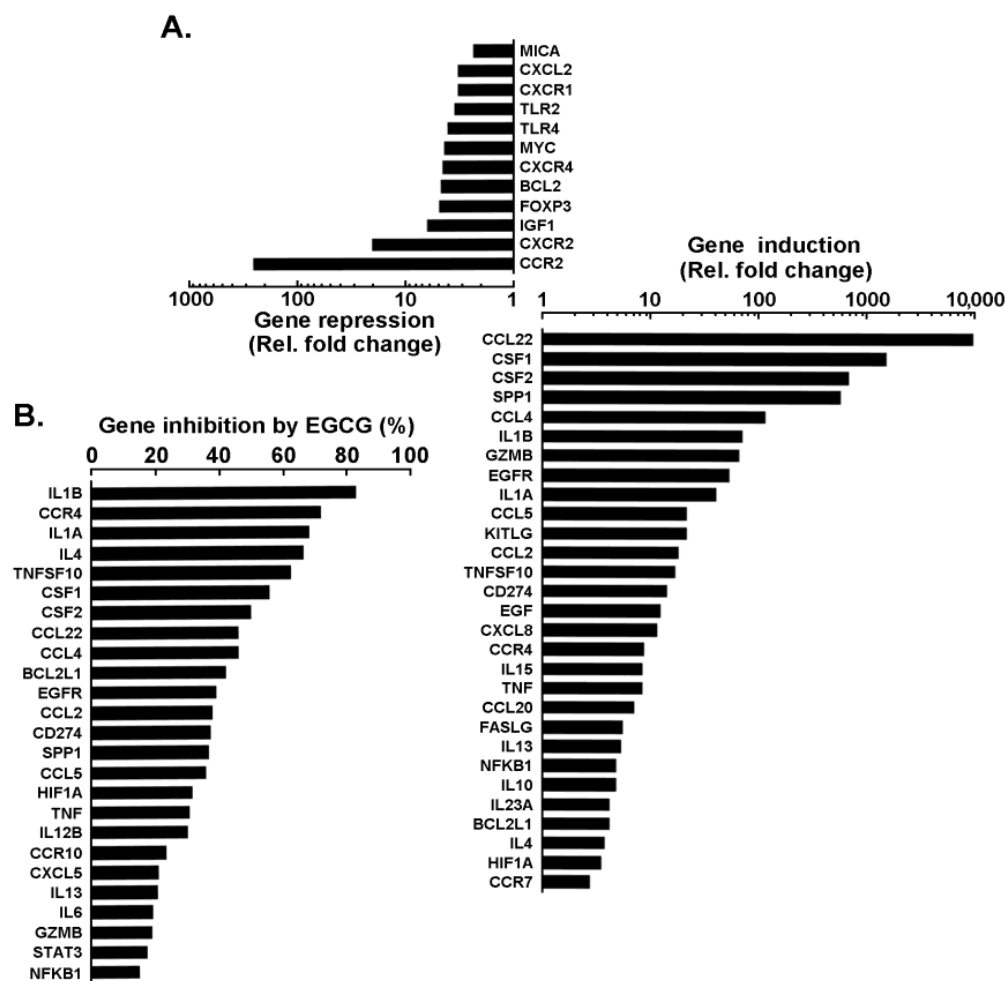 A.
MICA
CXCL2
CXCR1
TLR2
TLR4
MYC
CXCR4
BCL2
FOXP3
IGF1
CXCR2
CCR2
1000 100 10 1
Gene repression
(Rel. fold change)
Gene induction
(Rel. fold change)
1 10 100 1000 10,000
CCL22
CSF1
CSF2
SPP1
CCL4
IL1B
GZMB
EGFR
IL1A
CCL5
KITLG
CCL2
TNFSF10
CD274
EGF
CXCL8
CCR4
IL15
TNF
CCL20
FASLG
IL13
NFKB1
IL10
IL23A
BCL2L1
IL4
HIF1A
CCR7
B.
Gene inhibition by EGCG (%)
0 20 40 60 80 100
IL1B
CCR4
IL1A
IL4
TNFSF10
CSF1
CSF2
CCL22
CCL4
BCL2L1
EGFR
CCL2
CD274
SPP1
CCL5
HIF1A
TNF
IL12B
CCR10
CXCL5
IL13
IL6
GZMB
STAT3
NFKB1